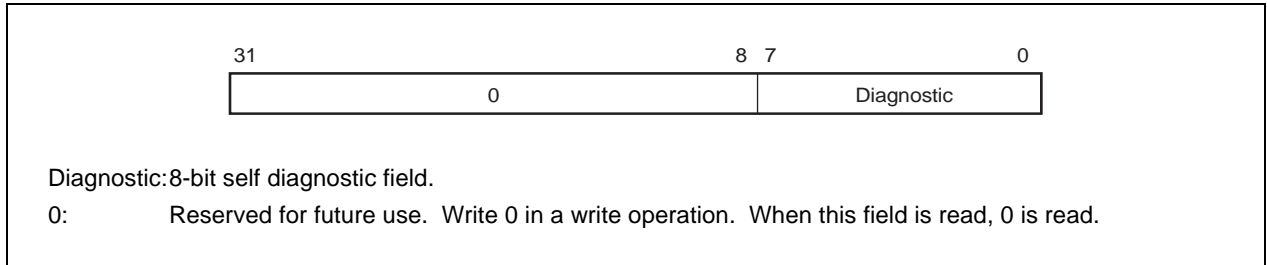 31 8 7 0
0 Diagnostic
Diagnostic: 8-bit self diagnostic field.
0: Reserved for future use. Write 0 in a write operation. When this field is read, 0 is read.